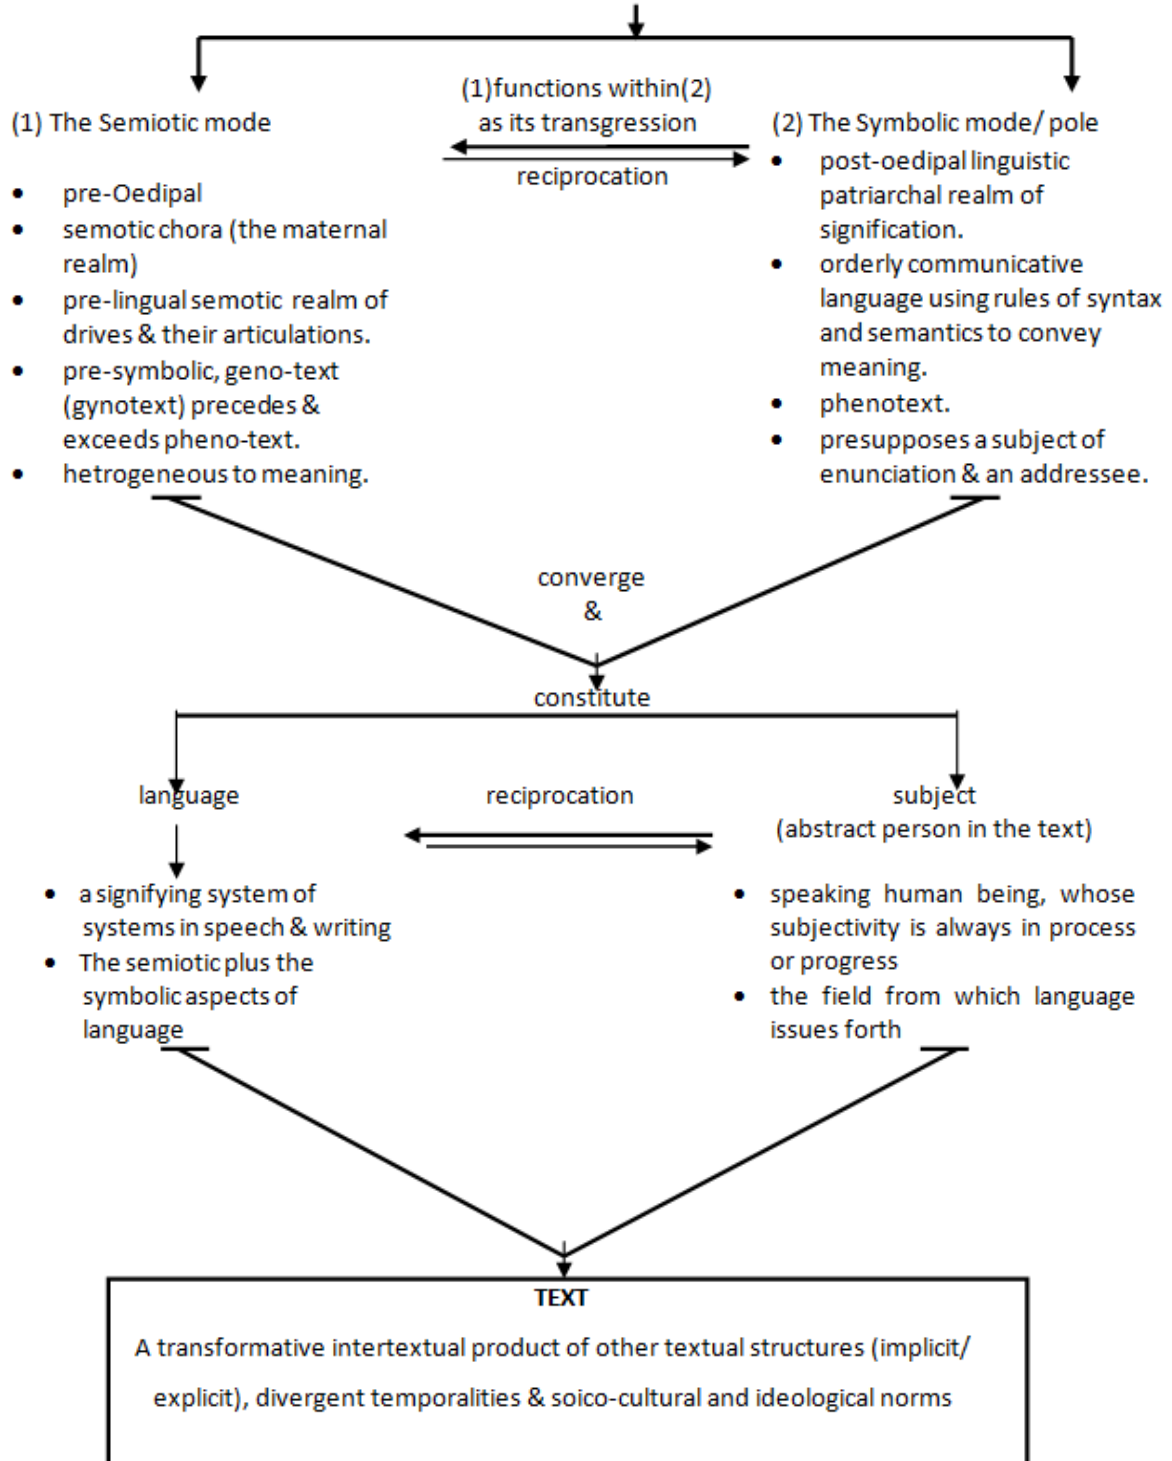 (1)functions within(2)
as its transgression
reciprocation
(1) The Semiotic mode
• pre-Oedipal
• semotic chora (the maternal
realm)
• pre-lingual semotic realm of
drives & their articulations.
• pre-symbolic, geno-text
(gynotext) precedes &
exceeds pheno-text.
• hetrogeneous to meaning.
(2) The Symbolic mode/ pole
• post-oedipal linguistic
patriarchal realm of
signification.
• orderly communicative
language using rules of syntax
and semantics to convey
meaning.
• phenotext.
• presupposes a subject of
enunciation & an addressee.
converge
&
constitute
language
reciprocation
subject
(abstract person in the text)
• a signifying system of
systems in speech & writing
• The semiotic plus the
symbolic aspects of
language
• speaking human being, whose
subjectivity is always in process
or progress
• the field from which language
issues forth
TEXT
A transformative intertextual product of other textual structures (implicit/
explicit), divergent temporalities & soico-cultural and ideological norms